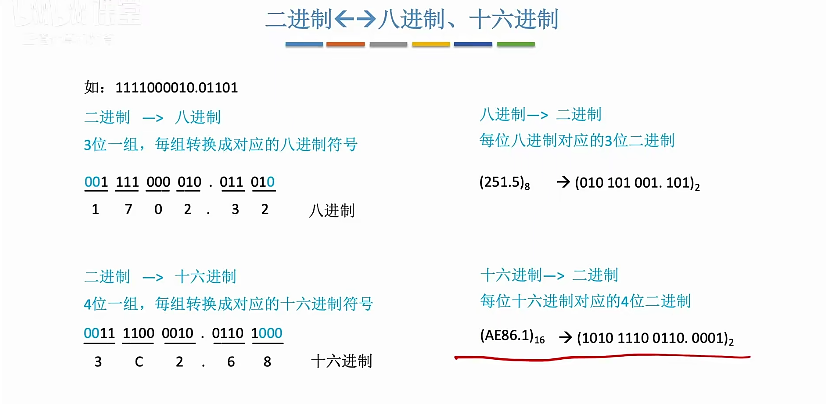 二进制←→八进制、十六进制
如：1111000010.01101
二进制 —> 八进制
3位一组，每组转换成对应的八进制符号
001 111 000 010 . 011 010
1 7 0 2 . 3 2 八进制
八进制—> 二进制
每位八进制对应的3位二进制
(251.5)8 → (010 101 001. 101)2
二进制 —> 十六进制
4位一组，每组转换成对应的十六进制符号
0011 1100 0010 . 0110 1000
3 C 2 . 6 8 十六进制
十六进制—> 二进制
每位十六进制对应的4位二进制
(AE86.1)16 → (1010 1110 0110. 0001)2